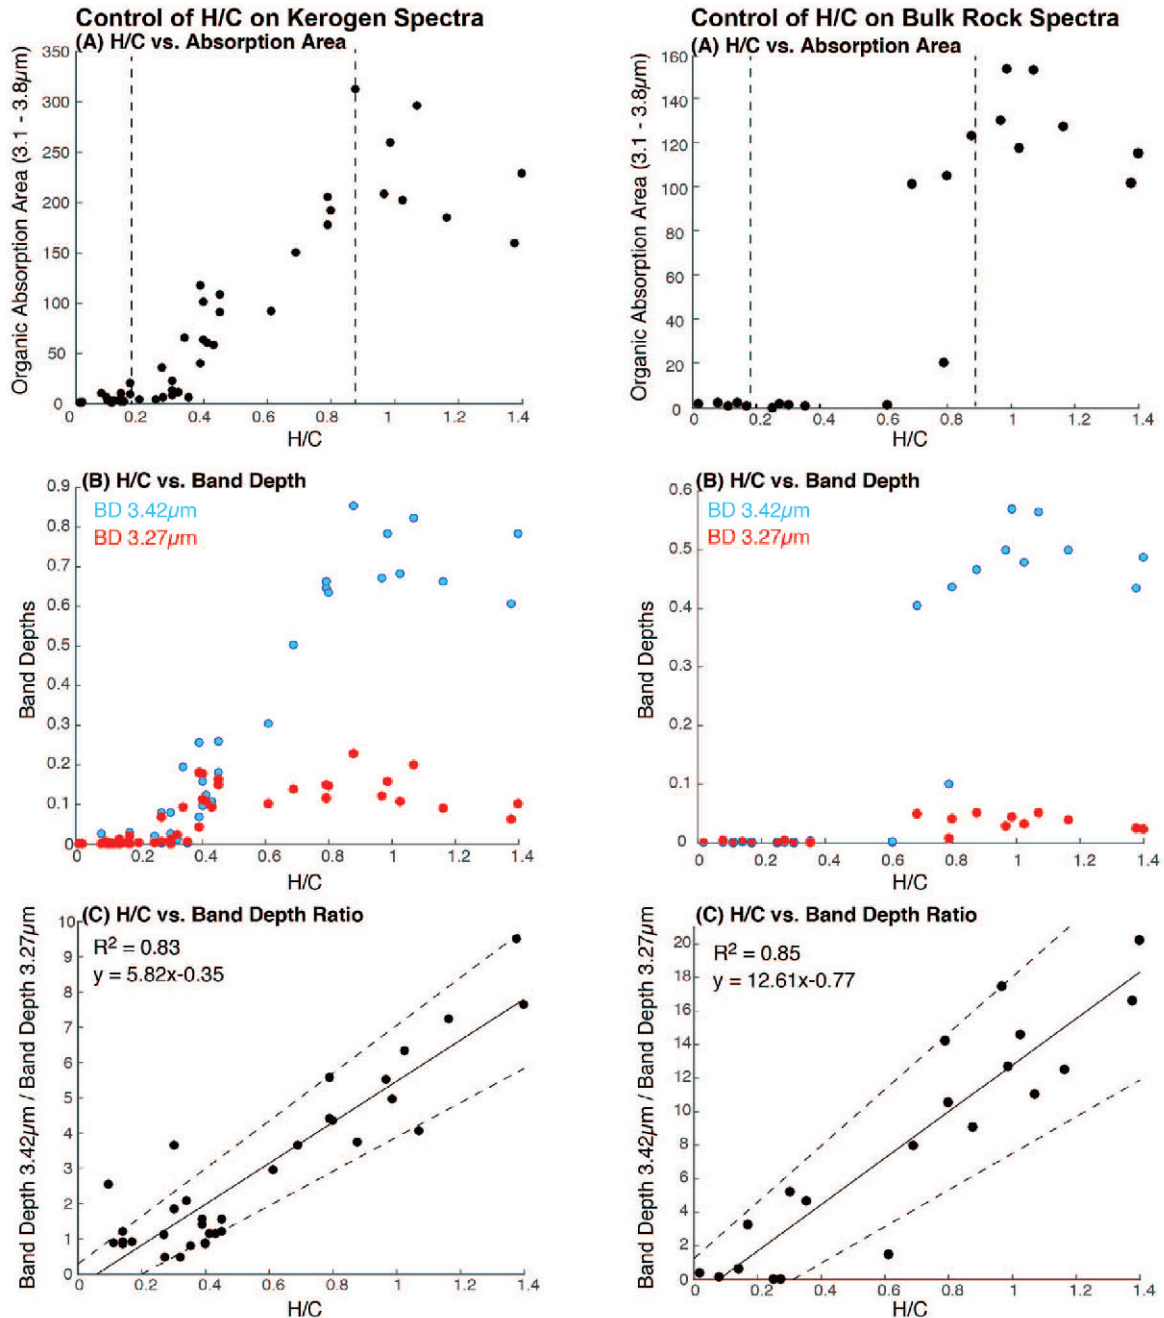 Control of H/C on Kerogen Spectra
(A) H/C vs. Absorption Area
Organic Absorption Area (3.1 - 3.8µm)
350
300
250
200
150
100
50
0
0 0.2 0.4 0.6 0.8 1 1.2 1.4
H/C
(B) H/C vs. Band Depth
BD 3.42µm
BD 3.27µm
Band Depths
0.9
0.8
0.7
0.6
0.5
0.4
0.3
0.2
0.1
0
0 0.2 0.4 0.6 0.8 1 1.2 1.4
H/C
(C) H/C vs. Band Depth Ratio
R² = 0.83
y = 5.82x-0.35
Band Depth 3.42µm / Band Depth 3.27µm
10
9
8
7
6
5
4
3
2
1
0
0 0.2 0.4 0.6 0.8 1 1.2 1.4
H/C
Control of H/C on Bulk Rock Spectra
(A) H/C vs. Absorption Area
Organic Absorption Area (3.1 - 3.8µm)
160
140
120
100
80
60
40
20
0
0 0.2 0.4 0.6 0.8 1 1.2 1.4
H/C
(B) H/C vs. Band Depth
BD 3.42µm
BD 3.27µm
Band Depths
0.6
0.5
0.4
0.3
0.2
0.1
0
0 0.2 0.4 0.6 0.8 1 1.2 1.4
H/C
(C) H/C vs. Band Depth Ratio
R² = 0.85
y = 12.61x-0.77
Band Depth 3.42µm / Band Depth 3.27µm
20
18
16
14
12
10
8
6
4
2
0
0 0.2 0.4 0.6 0.8 1 1.2 1.4
H/C